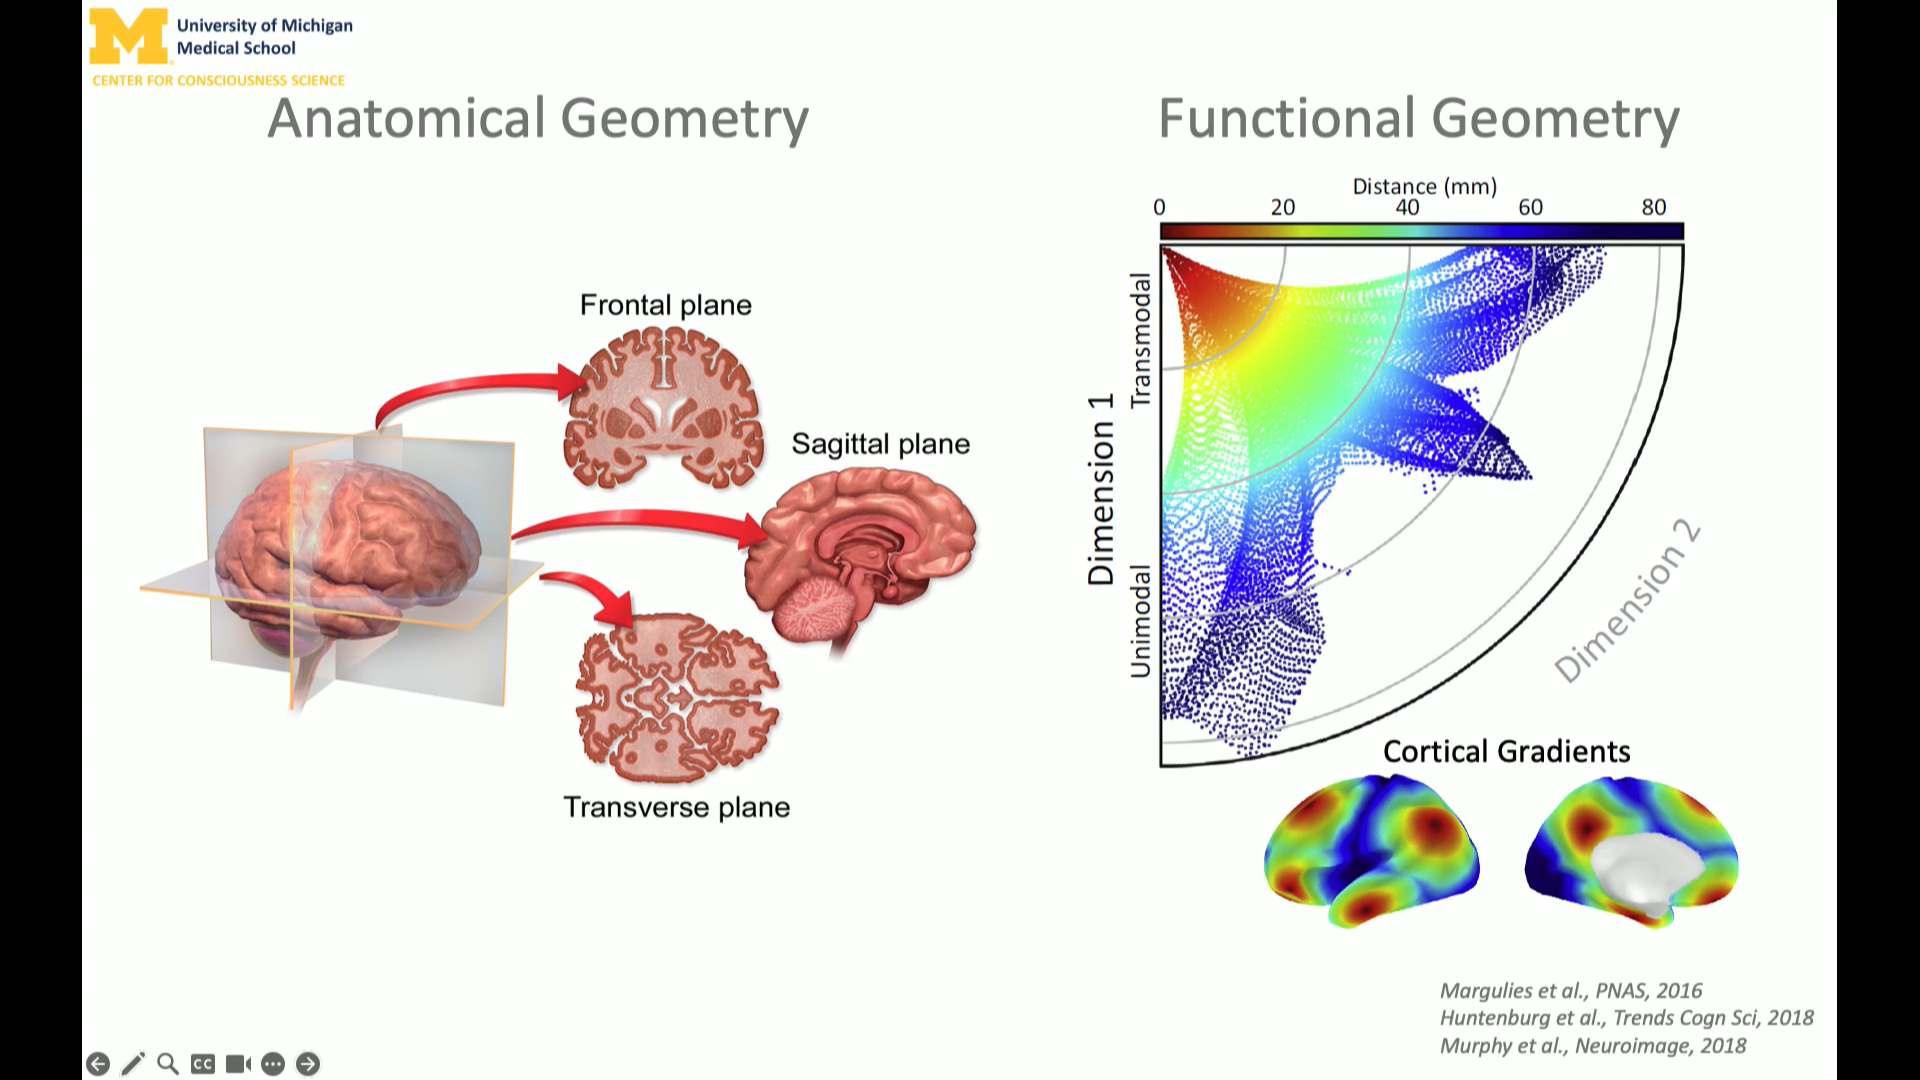 University of Michigan
Medical School
CENTER FOR CONSCIOUSNESS SCIENCE
Anatomical Geometry
Frontal plane
Sagittal plane
Transverse plane
Functional Geometry
Distance (mm)
0 20 40 60 80
Transmodal
Dimension 1
Unimodal
Dimension 2
Cortical Gradients
Margulies et al., PNAS, 2016
Huntenburg et al., Trends Cogn Sci, 2018
Murphy et al., Neuroimage, 2018
CC